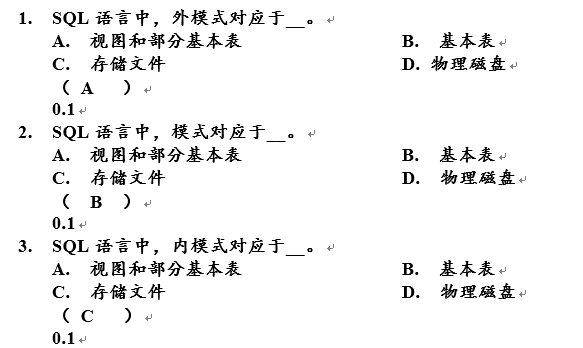 1. SQL 语言中，外模式对应于__。↵
A. 视图和部分基本表 B. 基本表↵
C. 存储文件 D. 物理磁盘↵
（ A ）↵
0.1↵
2. SQL 语言中，模式对应于__。↵
A. 视图和部分基本表 B. 基本表↵
C. 存储文件 D. 物理磁盘↵
（ B ）↵
0.1↵
3. SQL 语言中，内模式对应于__。↵
A. 视图和部分基本表 B. 基本表↵
C. 存储文件 D. 物理磁盘↵
（ C ）↵
0.1↵